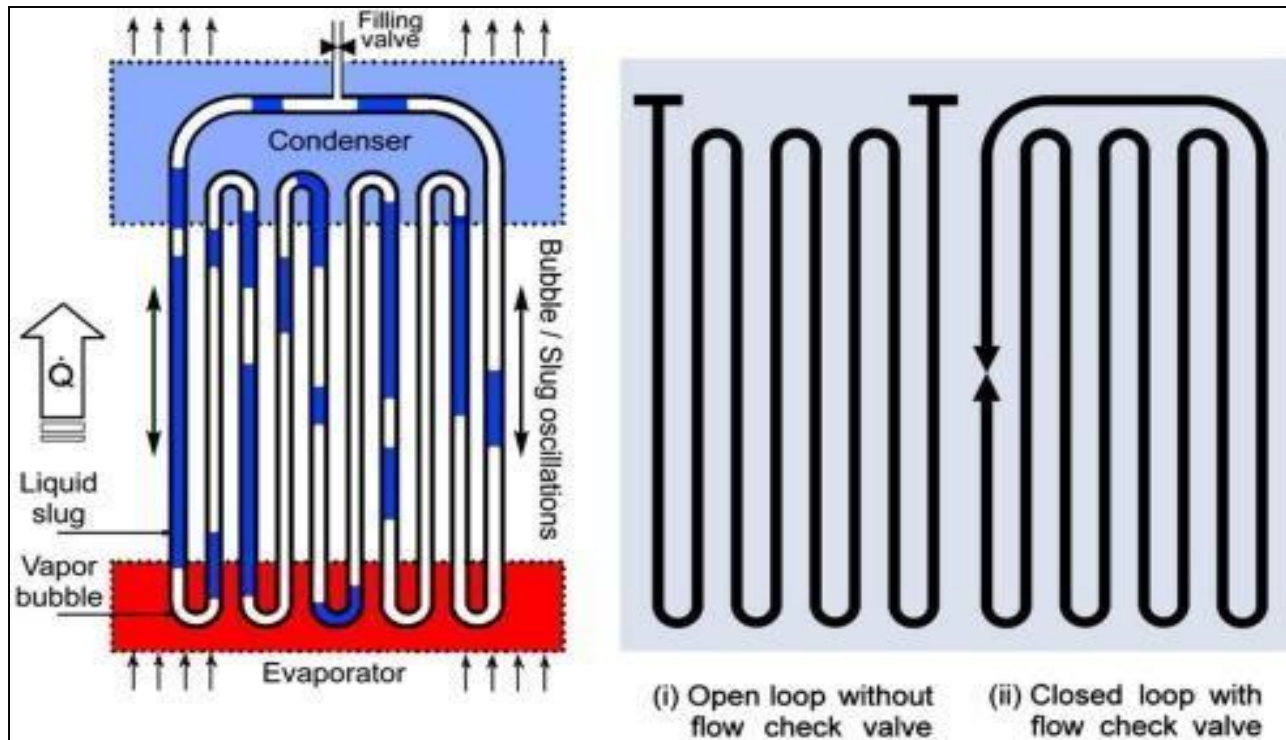 Filling
valve
Condenser
Bubble / Slug oscillations
Q̇
Liquid
slug
Vapor
bubble
Evaporator
(i) Open loop without
flow check valve
(ii) Closed loop with
flow check valve